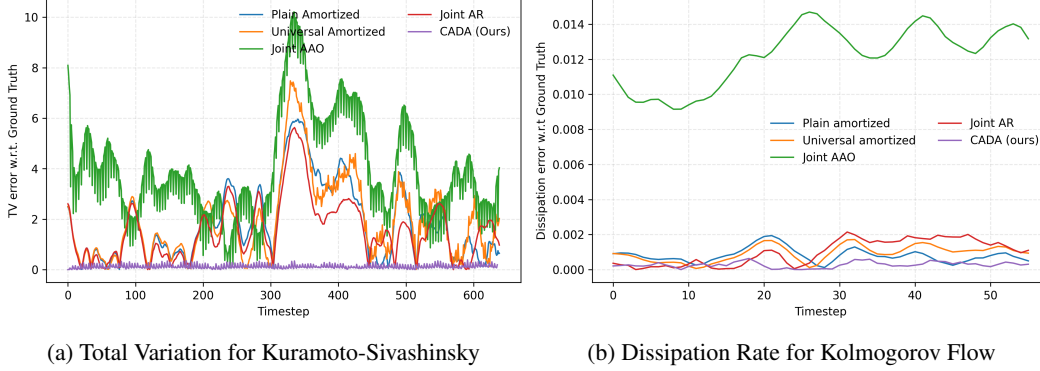 10
8
6
4
2
0
TV error w.r.t. Ground Truth
Plain Amortized
Universal Amortized
Joint AAO
Joint AR
CADA (Ours)
0 100 200 300 400 500 600
Timestep
(a) Total Variation for Kuramoto-Sivashinsky
0.014
0.012
0.010
0.008
0.006
0.004
0.002
0.000
Dissipation error w.r.t Ground Truth
Plain amortized
Universal amortized
Joint AAO
Joint AR
CADA (ours)
0 10 20 30 40 50
Timestep
(b) Dissipation Rate for Kolmogorov Flow